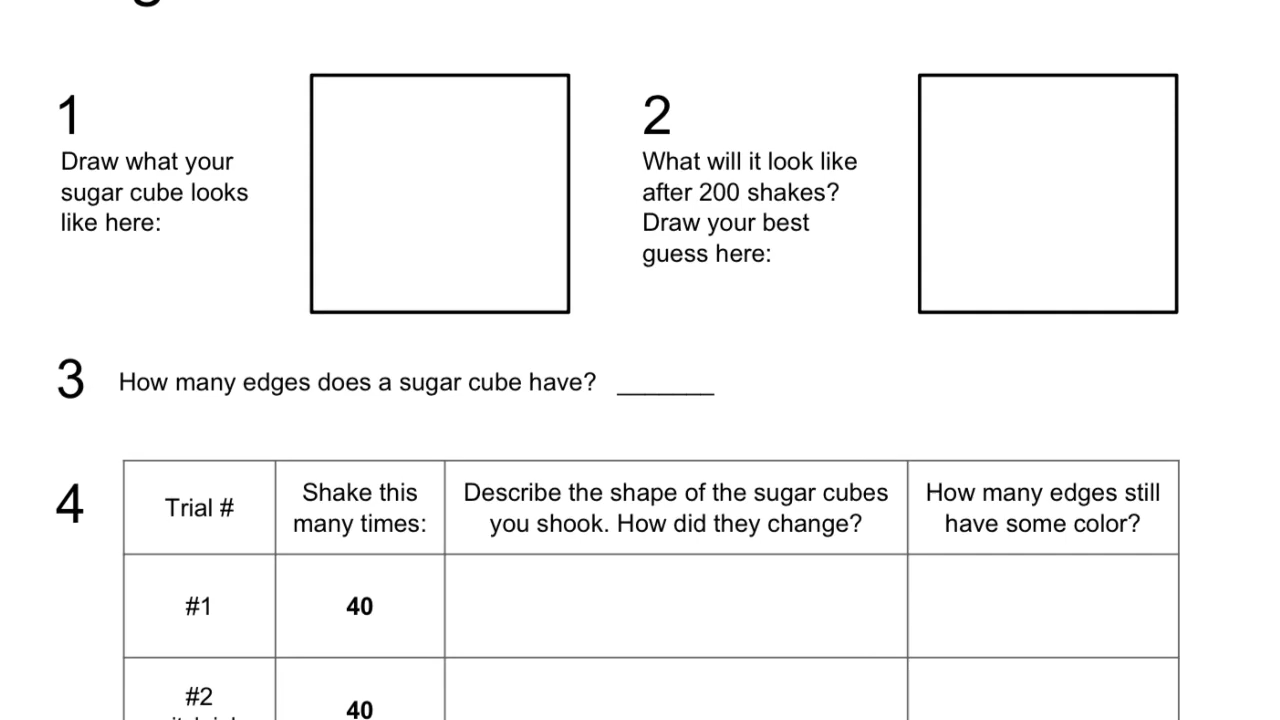 1
Draw what your
sugar cube looks
like here:
2
What will it look like
after 200 shakes?
Draw your best
guess here:
3 How many edges does a sugar cube have? _______
4
Trial #
Shake this
many times:
Describe the shape of the sugar cubes
you shook. How did they change?
How many edges still
have some color?
#1
40
#2
40